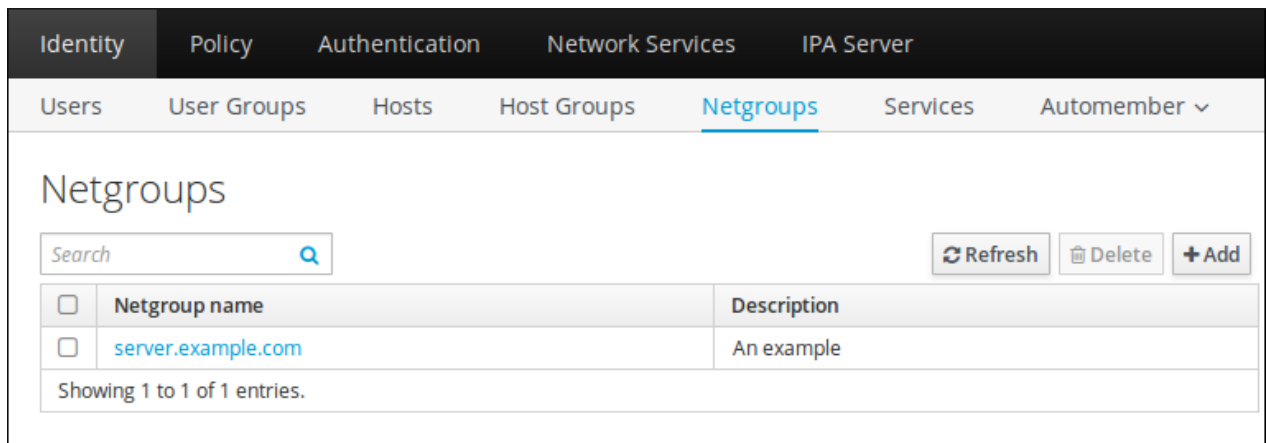 Identity Policy Authentication Network Services IPA Server
Users User Groups Hosts Host Groups Netgroups Services Automember
Netgroups
Search Refresh Delete Add
Netgroup name Description
server.example.com An example
Showing 1 to 1 of 1 entries.